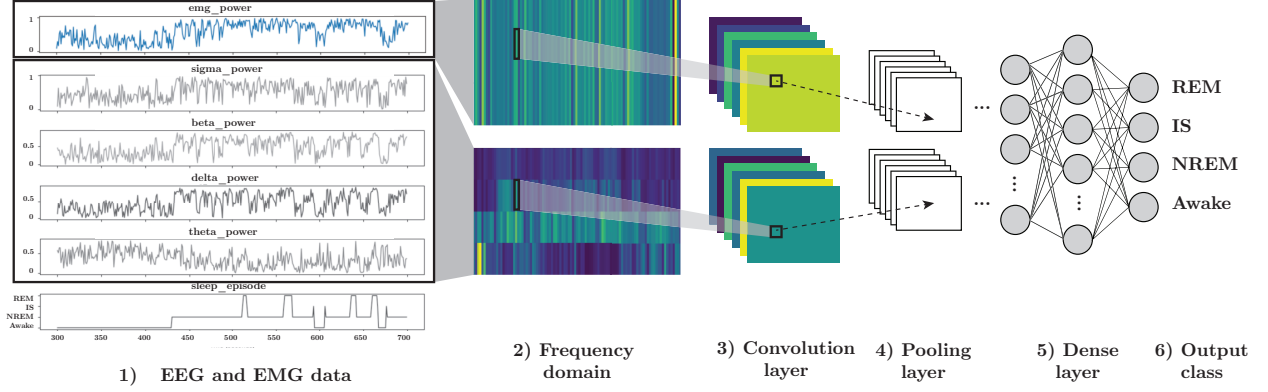 emg_power
1
0
sigma_power
1
0
beta_power
0.5
0
delta_power
0.5
0
theta_power
0.5
0
sleep_episode
REM
IS
NREM
Awake
300 350 400 450 500 550 600 650 700
1) EEG and EMG data
2) Frequency
domain
3) Convolution
layer
4) Pooling
layer
...
...
5) Dense
layer
REM
IS
NREM
Awake
6) Output
class